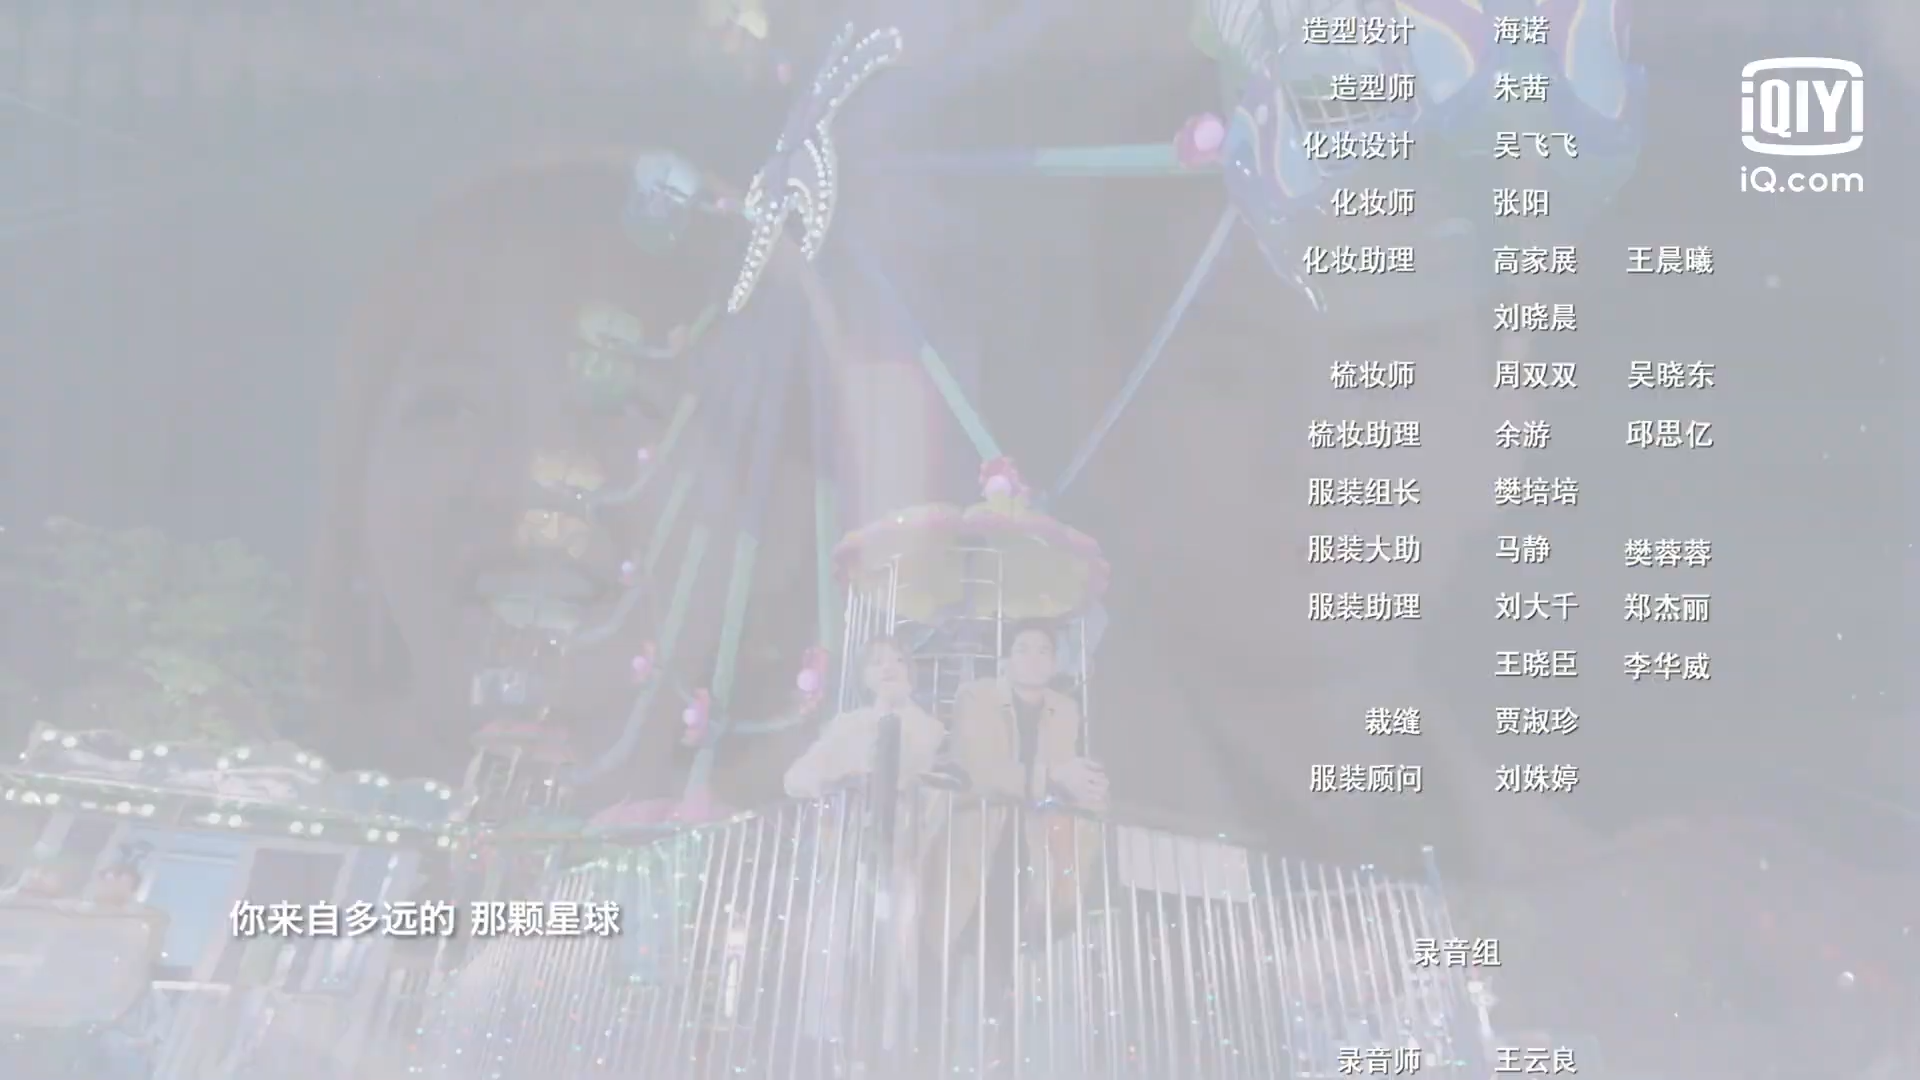 造型设计 海诺
造型师 朱茜
化妆设计 吴飞飞
化妆师 张阳
化妆助理 高家展 王晨曦
刘晓晨
梳妆师 周双双 吴晓东
梳妆助理 余游 邱思亿
服装组长 樊培培
服装大助 马静 樊蓉蓉
服装助理 刘大千 郑杰丽
王晓臣 李华威
裁缝 贾淑珍
服装顾问 刘姝婷
录音组
录音师 王云良
你来自多远的 那颗星球
iQIYI
iQ.com